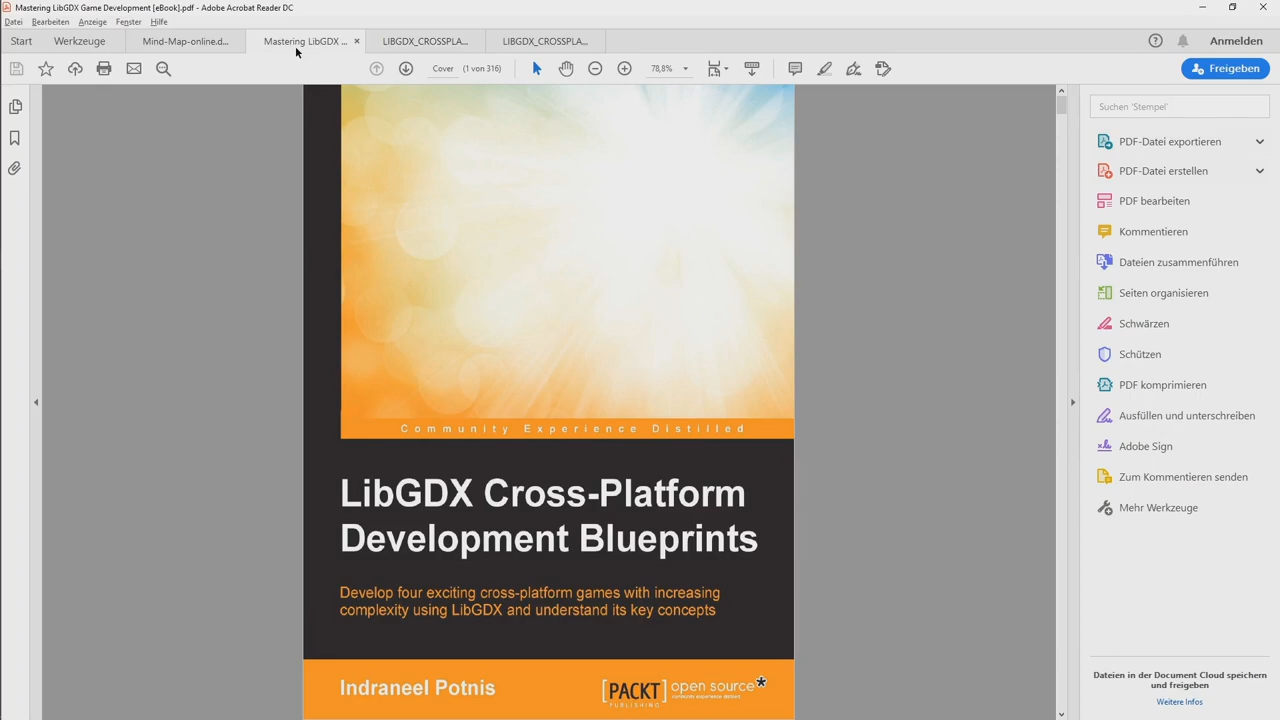 Mastering LibGDX Game Development [eBook].pdf - Adobe Acrobat Reader DC
Datei Bearbeiten Anzeige Fenster Hilfe
Start Werkzeuge Mind-Map-online.d... Mastering LibGDX ... × LIBGDX_CROSSPLA... LIBGDX_CROSSPLA... Anmelden
Cover (1 von 316) 78,8% Freigeben
Suchen 'Stempel'
PDF-Datei exportieren
PDF-Datei erstellen
PDF bearbeiten
Kommentieren
Dateien zusammenführen
Seiten organisieren
Schwärzen
Schützen
PDF komprimieren
Ausfüllen und unterschreiben
Adobe Sign
Zum Kommentieren senden
Mehr Werkzeuge
Dateien in der Document Cloud speichern
und freigeben
Weitere Infos
Community Experience Distilled
LibGDX Cross-Platform
Development Blueprints
Develop four exciting cross-platform games with increasing
complexity using LibGDX and understand its key concepts
Indraneel Potnis
[PACKT] open source*
PUBLISHING community experience distilled